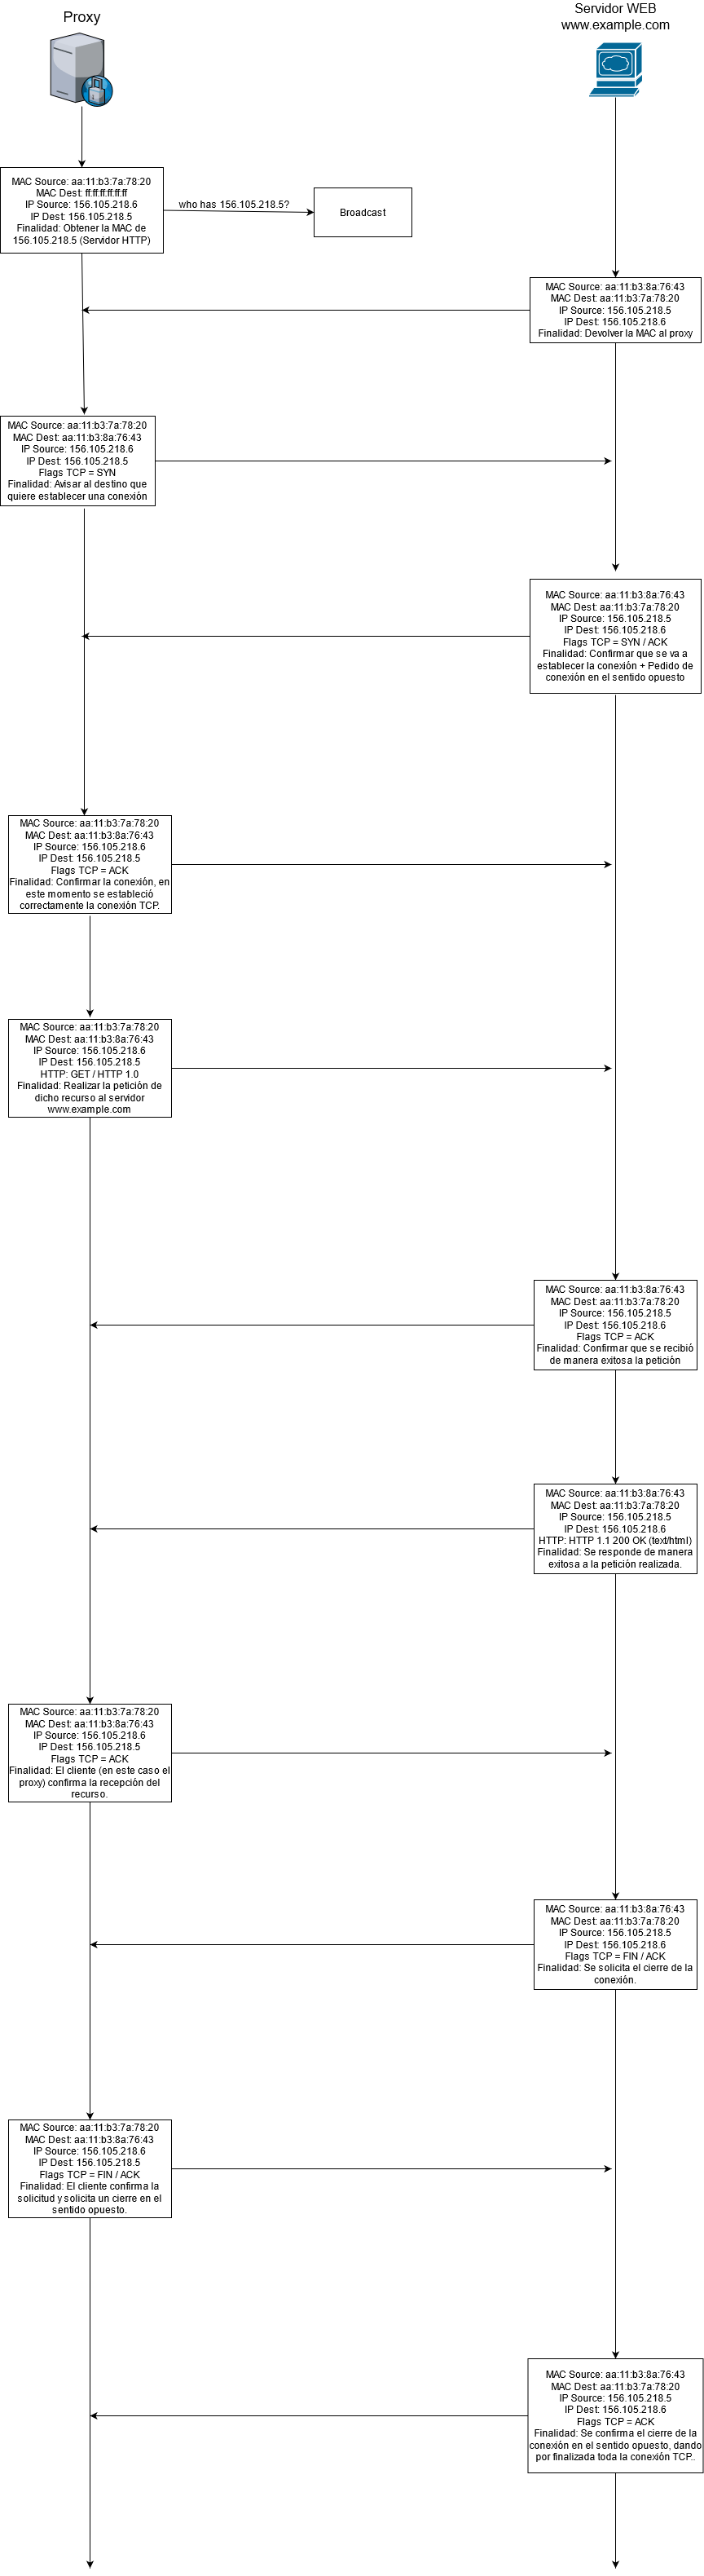 Proxy
Servidor WEB
www.example.com
MAC Source: aa:11:b3:7a:78:20
MAC Dest: ff:ff:ff:ff:ff:ff
IP Source: 156.105.218.6
IP Dest: 156.105.218.5
Finalidad: Obtener la MAC de
156.105.218.5 (Servidor HTTP)
who has 156.105.218.5?
Broadcast
MAC Source: aa:11:b3:8a:76:43
MAC Dest: aa:11:b3:7a:78:20
IP Source: 156.105.218.5
IP Dest: 156.105.218.6
Finalidad: Devolver la MAC al proxy
MAC Source: aa:11:b3:7a:78:20
MAC Dest: aa:11:b3:8a:76:43
IP Source: 156.105.218.6
IP Dest: 156.105.218.5
Flags TCP = SYN
Finalidad: Avisar al destino que
quiere establecer una conexión
MAC Source: aa:11:b3:8a:76:43
MAC Dest: aa:11:b3:7a:78:20
IP Source: 156.105.218.5
IP Dest: 156.105.218.6
Flags TCP = SYN / ACK
Finalidad: Confirmar que se va a
establecer la conexión + Pedido de
conexión en el sentido opuesto
MAC Source: aa:11:b3:7a:78:20
MAC Dest: aa:11:b3:8a:76:43
IP Source: 156.105.218.6
IP Dest: 156.105.218.5
Flags TCP = ACK
Finalidad: Confirmar la conexión, en
este momento se estableció
correctamente la conexión TCP.
MAC Source: aa:11:b3:7a:78:20
MAC Dest: aa:11:b3:8a:76:43
IP Source: 156.105.218.6
IP Dest: 156.105.218.5
HTTP: GET / HTTP 1.0
Finalidad: Realizar la petición de
dicho recurso al servidor
www.example.com
MAC Source: aa:11:b3:8a:76:43
MAC Dest: aa:11:b3:7a:78:20
IP Source: 156.105.218.5
IP Dest: 156.105.218.6
Flags TCP = ACK
Finalidad: Confirmar que se recibió
de manera exitosa la petición
MAC Source: aa:11:b3:8a:76:43
MAC Dest: aa:11:b3:7a:78:20
IP Source: 156.105.218.5
IP Dest: 156.105.218.6
HTTP: HTTP 1.1 200 OK (text/html)
Finalidad: Se responde de manera
exitosa a la petición realizada.
MAC Source: aa:11:b3:7a:78:20
MAC Dest: aa:11:b3:8a:76:43
IP Source: 156.105.218.6
IP Dest: 156.105.218.5
Flags TCP = ACK
Finalidad: El cliente (en este caso el
proxy) confirma la recepción del
recurso.
MAC Source: aa:11:b3:8a:76:43
MAC Dest: aa:11:b3:7a:78:20
IP Source: 156.105.218.5
IP Dest: 156.105.218.6
Flags TCP = FIN / ACK
Finalidad: Se solicita el cierre de la
conexión.
MAC Source: aa:11:b3:7a:78:20
MAC Dest: aa:11:b3:8a:76:43
IP Source: 156.105.218.6
IP Dest: 156.105.218.5
Flags TCP = FIN / ACK
Finalidad: El cliente confirma la
solicitud y solicita un cierre en el
sentido opuesto.
MAC Source: aa:11:b3:8a:76:43
MAC Dest: aa:11:b3:7a:78:20
IP Source: 156.105.218.5
IP Dest: 156.105.218.6
Flags TCP = ACK
Finalidad: Se confirma el cierre de la
conexión en el sentido opuesto, dando
por finalizada toda la conexión TCP..